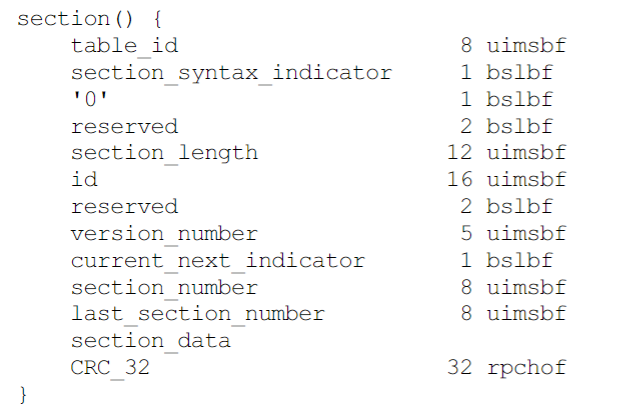 section() {
table_id 8 uimsbf
section_syntax_indicator 1 bslbf
'0' 1 bslbf
reserved 2 bslbf
section_length 12 uimsbf
id 16 uimsbf
reserved 2 bslbf
version_number 5 uimsbf
current_next_indicator 1 bslbf
section_number 8 uimsbf
last_section_number 8 uimsbf
section_data
CRC_32 32 rpchof
}